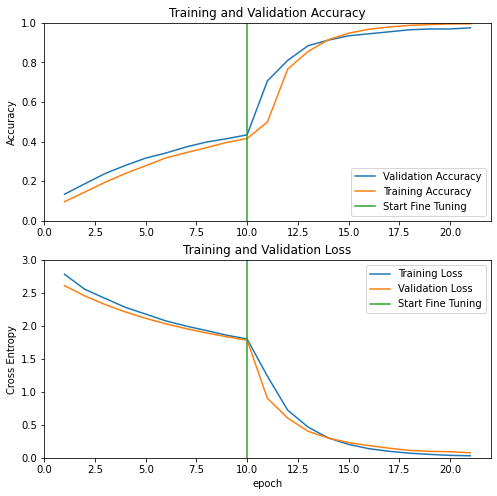 Training and Validation Accuracy
1.0
0.8
0.6
0.4
0.2
0.0
Accuracy
Validation Accuracy
Training Accuracy
Start Fine Tuning
0.0 2.5 5.0 7.5 10.0 12.5 15.0 17.5 20.0
Training and Validation Loss
3.0
2.5
2.0
1.5
1.0
0.5
0.0
Cross Entropy
Training Loss
Validation Loss
Start Fine Tuning
0.0 2.5 5.0 7.5 10.0 12.5 15.0 17.5 20.0
epoch